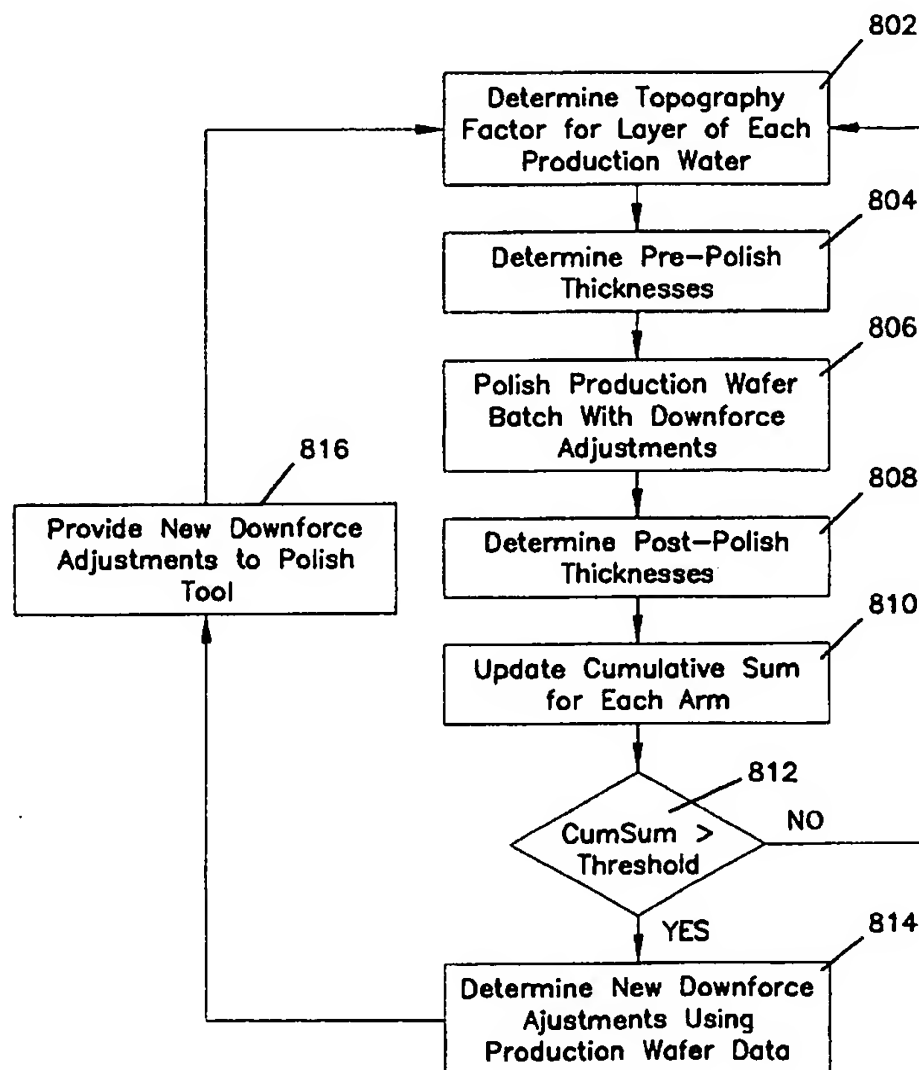 802
Determine Topography
Factor for Layer of Each
Production Water
804
Determine Pre-Polish
Thicknesses
806
Polish Production Wafer
Batch With Downforce
Adjustments
816
Provide New Downforce
Adjustments to Polish
Tool
808
Determine Post-Polish
Thicknesses
810
Update Cumulative Sum
for Each Arm
812
CumSum >
Threshold
NO
YES
814
Determine New Downforce
Ajustments Using
Production Wafer Data